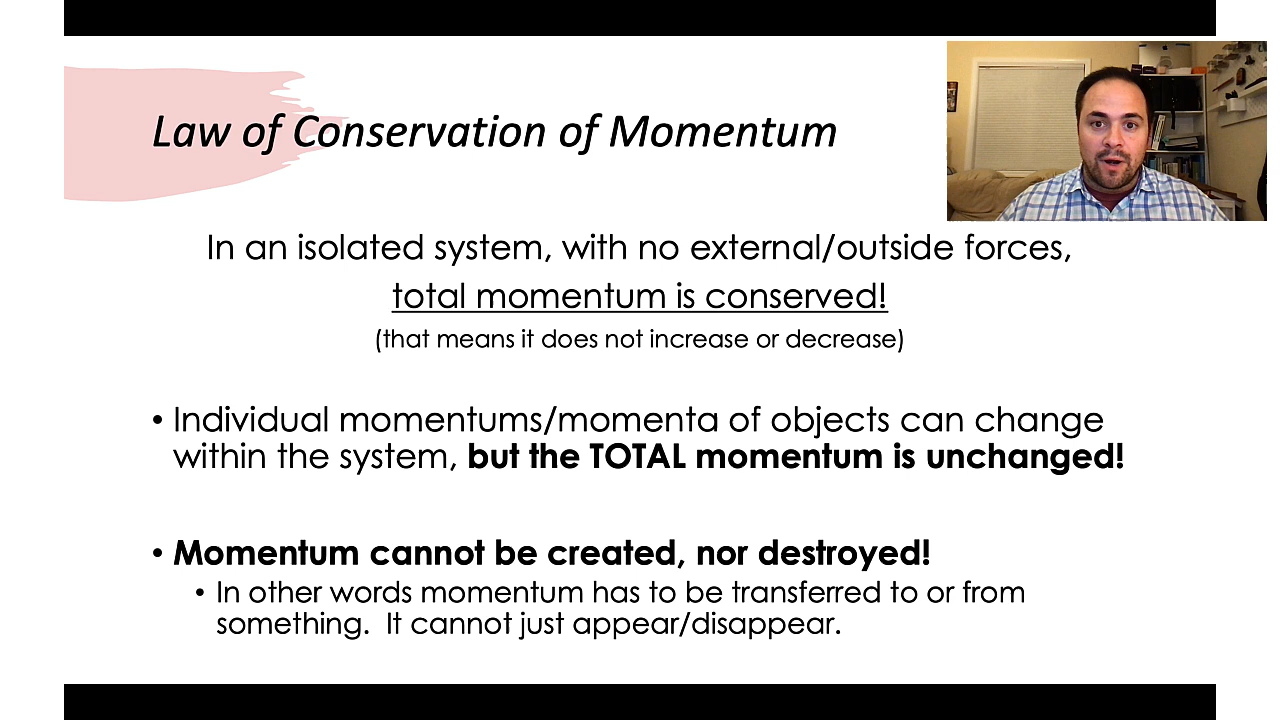 Law of Conservation of Momentum
In an isolated system, with no external/outside forces,
total momentum is conserved!
(that means it does not increase or decrease)
• Individual momentums/momenta of objects can change
within the system, but the TOTAL momentum is unchanged!
• Momentum cannot be created, nor destroyed!
• In other words momentum has to be transferred to or from
something.  It cannot just appear/disappear.